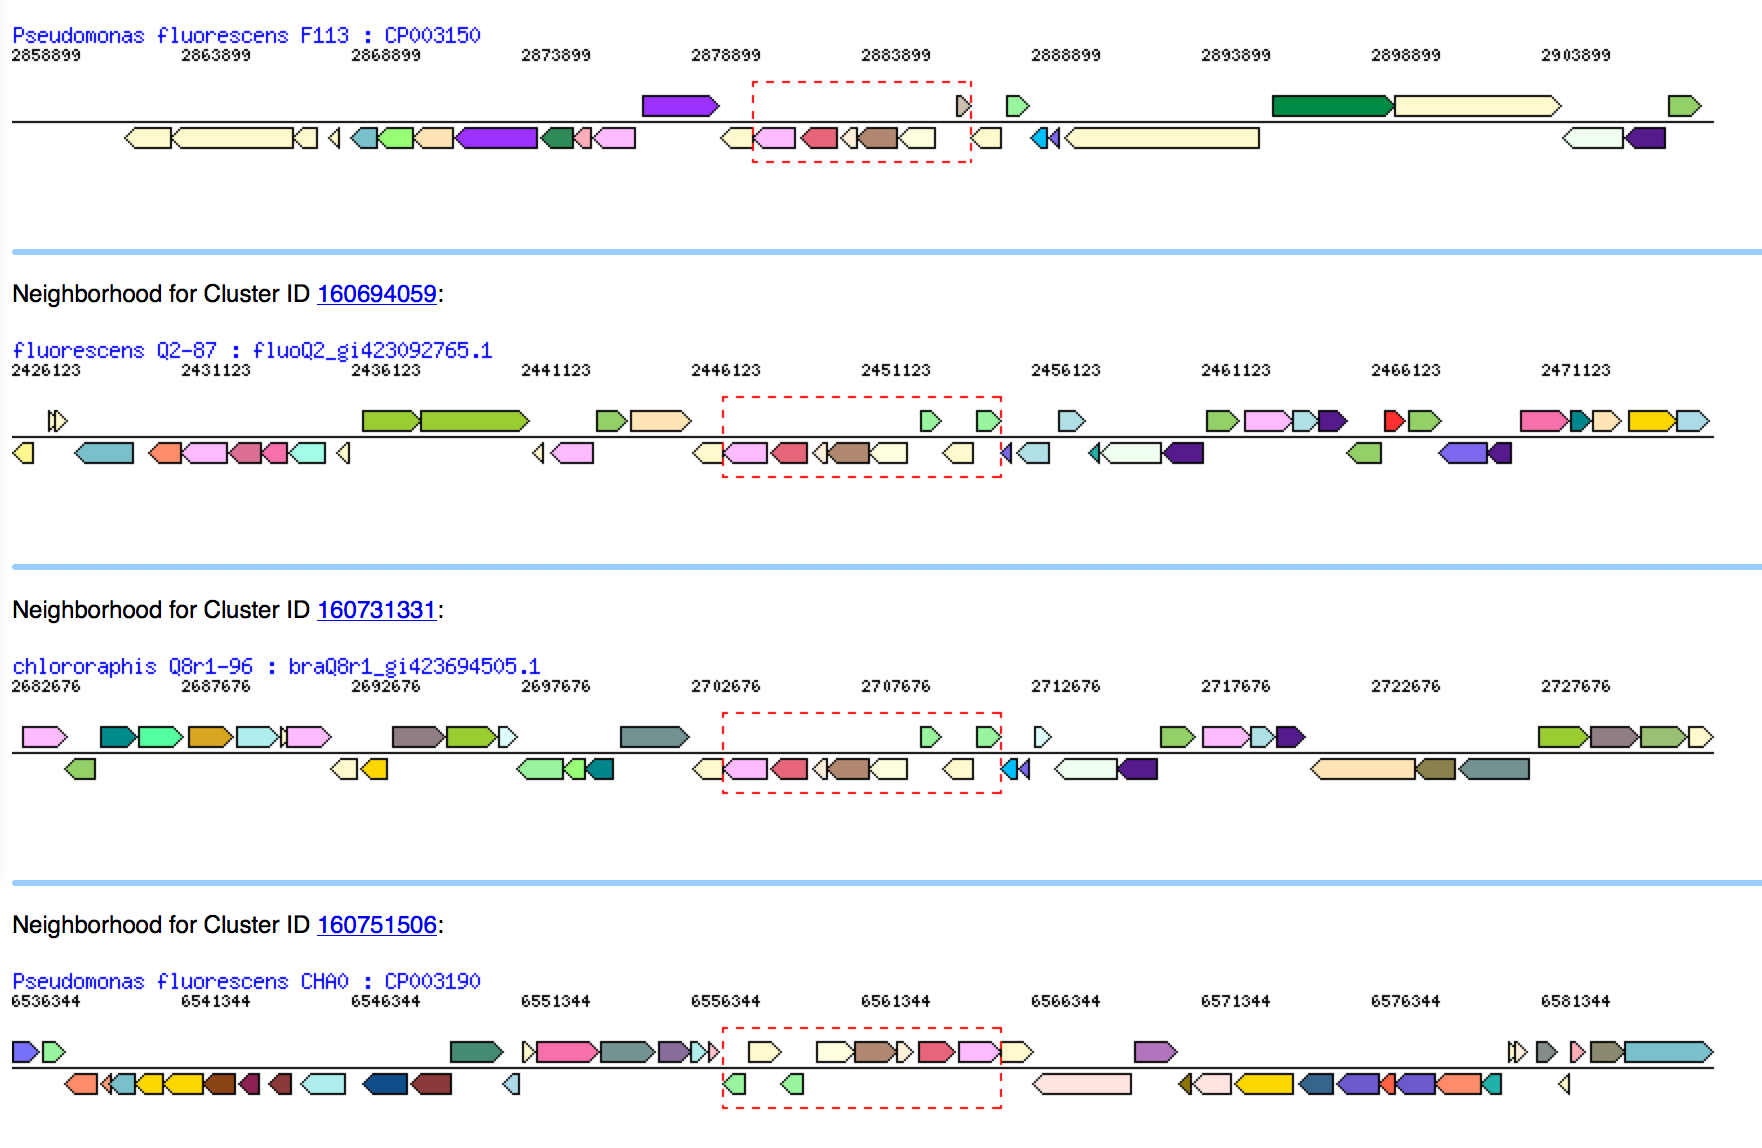 Pseudomonas fluorescens F113 : CP003150
2858899 2863899 2868899 2873899 2878899 2883899 2888899 2893899 2898899 2903899
Neighborhood for Cluster ID 160694059:
fluorescens Q2-87 : fluoQ2_gi423092765.1
2426123 2431123 2436123 2441123 2446123 2451123 2456123 2461123 2466123 2471123
Neighborhood for Cluster ID 160731331:
chlororaphis Q8r1-96 : braQ8r1_gi423694505.1
2682676 2687676 2692676 2697676 2702676 2707676 2712676 2717676 2722676 2727676
Neighborhood for Cluster ID 160751506:
Pseudomonas fluorescens CHA0 : CP003190
6536344 6541344 6546344 6551344 6556344 6561344 6566344 6571344 6576344 6581344